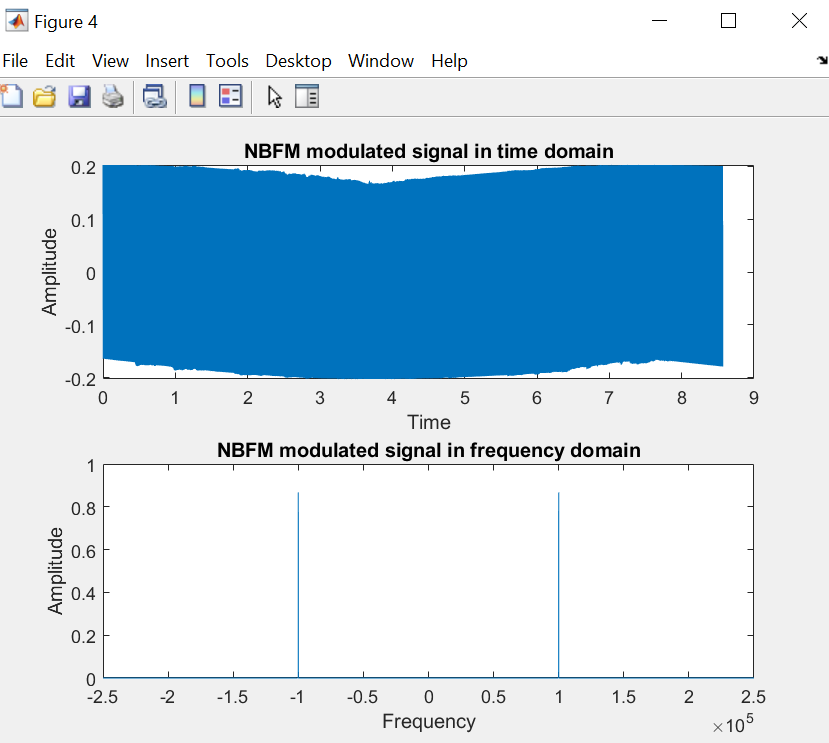 Figure 4
File Edit View Insert Tools Desktop Window Help
NBFM modulated signal in time domain
0.2
0.1
0
-0.1
-0.2
Amplitude
0 1 2 3 4 5 6 7 8 9
Time
NBFM modulated signal in frequency domain
1
0.8
0.6
0.4
0.2
0
Amplitude
-2.5 -2 -1.5 -1 -0.5 0 0.5 1 1.5 2 2.5
Frequency
×10⁵